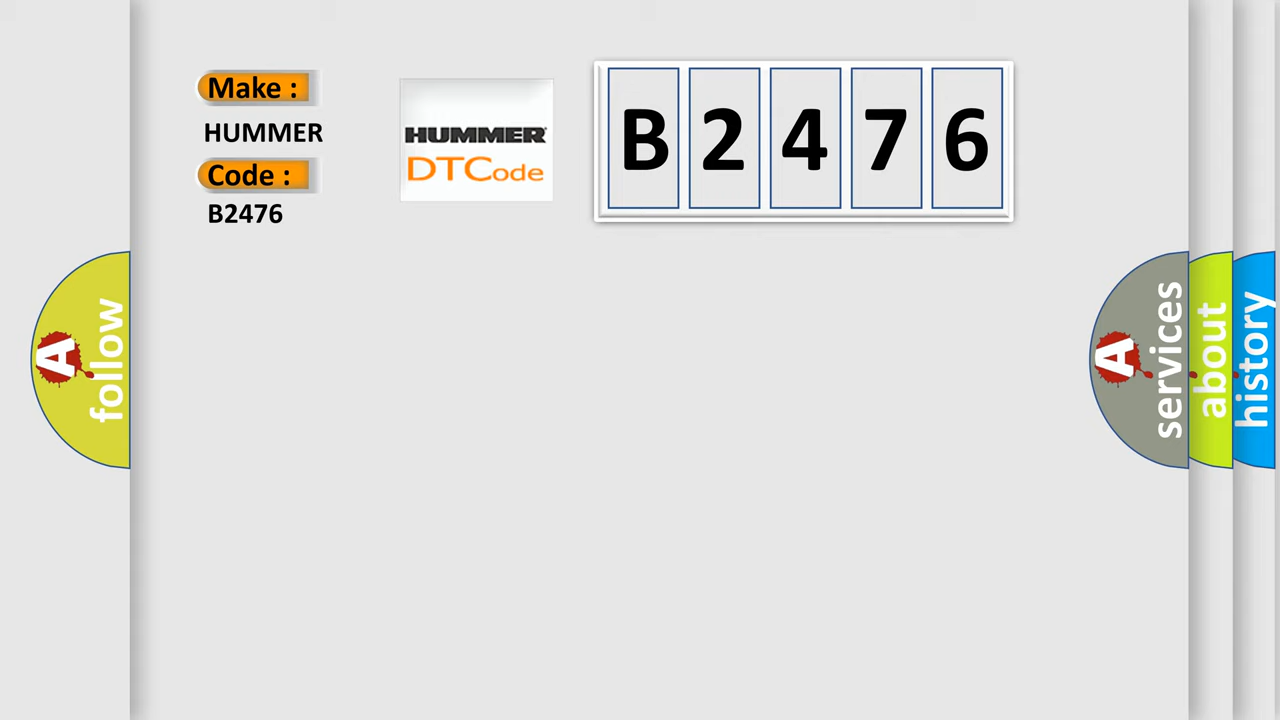 Make :
HUMMER
Code :
B2476
HUMMER
DTCode
B 2 4 7 6
A follow
A services
about
history